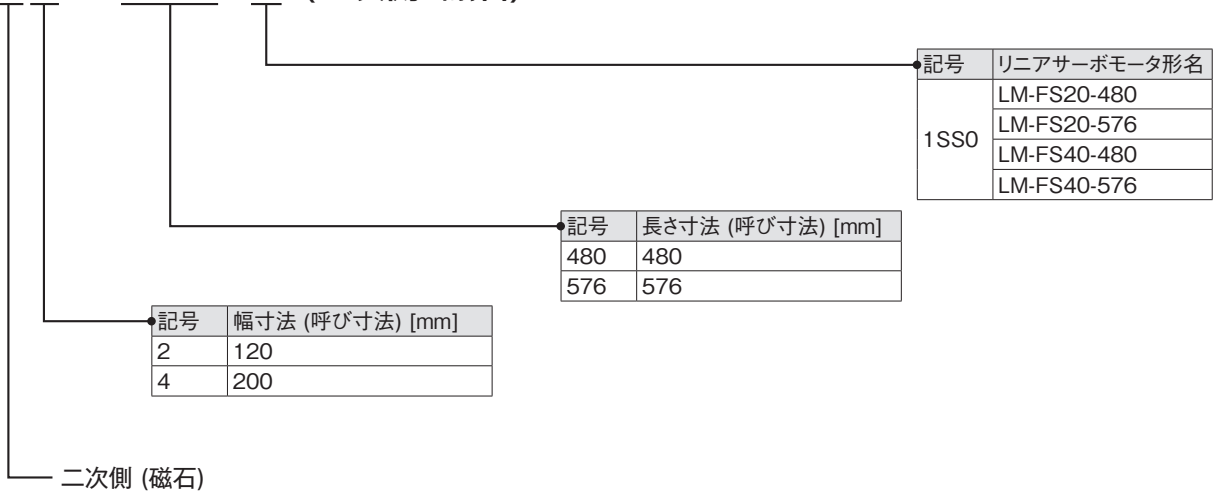 記号 リニアサーボモータ形名
1SS0 LM-FS20-480
LM-FS20-576
LM-FS40-480
LM-FS40-576
記号 長さ寸法 (呼び寸法) [mm]
480 480
576 576
記号 幅寸法 (呼び寸法) [mm]
2 120
4 200
二次側 (磁石)